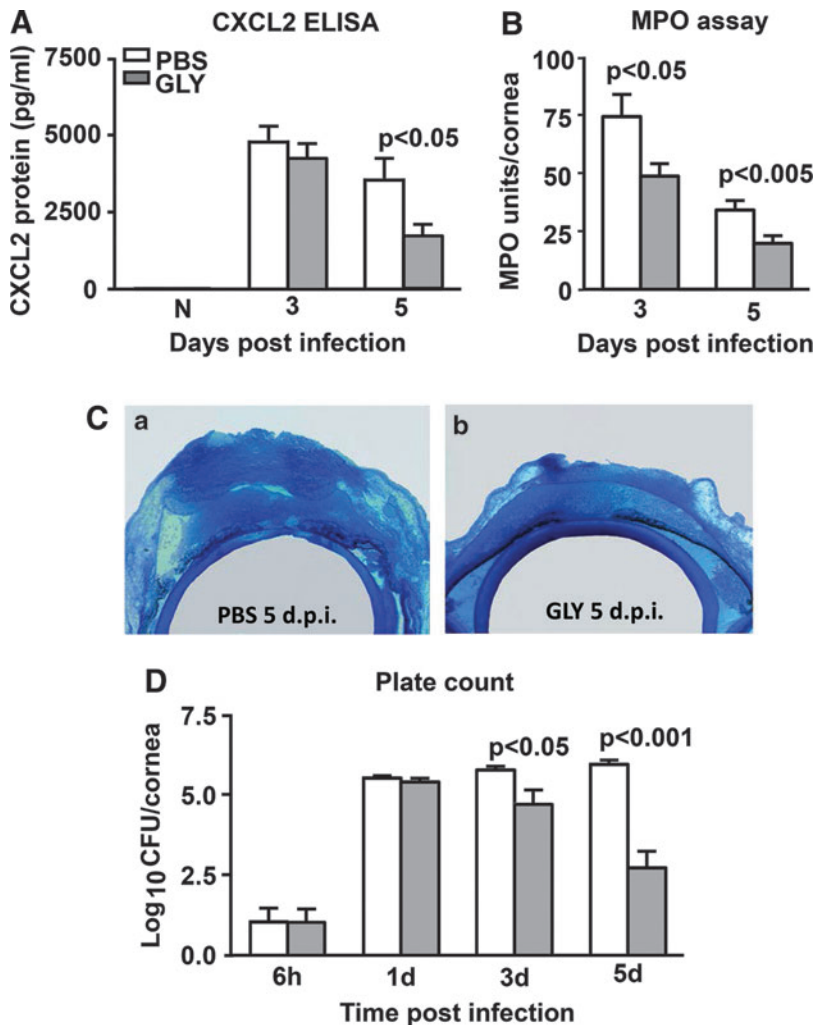 A
CXCL2 ELISA
CXCL2 protein (pg/ml)
7500
5000
2500
0
PBS
GLY
p<0.05
N
3
5
Days post infection
B
MPO assay
MPO units/cornea
100
75
50
25
0
p<0.05
p<0.005
3
5
Days post infection
C
a
PBS 5 d.p.i.
b
GLY 5 d.p.i.
D
Plate count
Log10 CFU/cornea
7.5
5.0
2.5
0.0
p<0.05
p<0.001
6h
1d
3d
5d
Time post infection